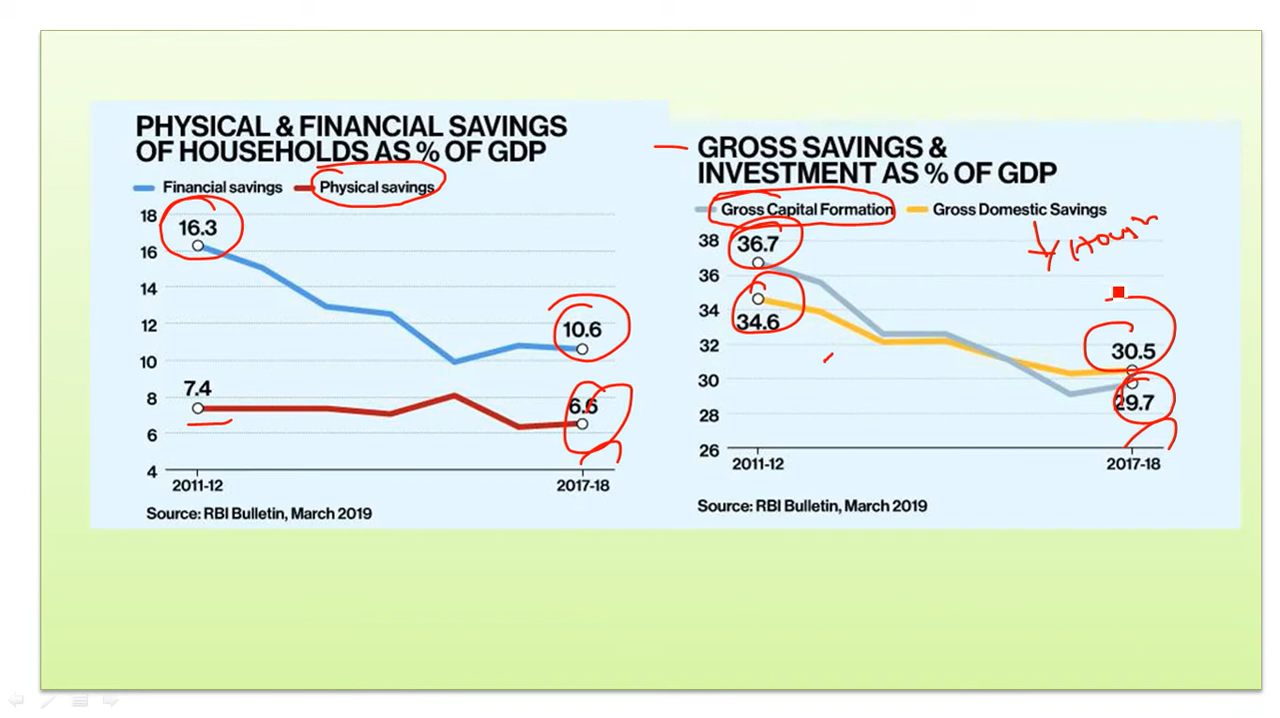 PHYSICAL & FINANCIAL SAVINGS
OF HOUSEHOLDS AS % OF GDP
Financial savings
Physical savings
18
16
14
12
10
8
6
4
16.3
10.6
7.4
6.6
2011-12
2017-18
Source: RBI Bulletin, March 2019
GROSS SAVINGS &
INVESTMENT AS % OF GDP
Gross Capital Formation
Gross Domestic Savings
38
36
34
32
30
28
26
36.7
34.6
30.5
29.7
2011-12
2017-18
Source: RBI Bulletin, March 2019